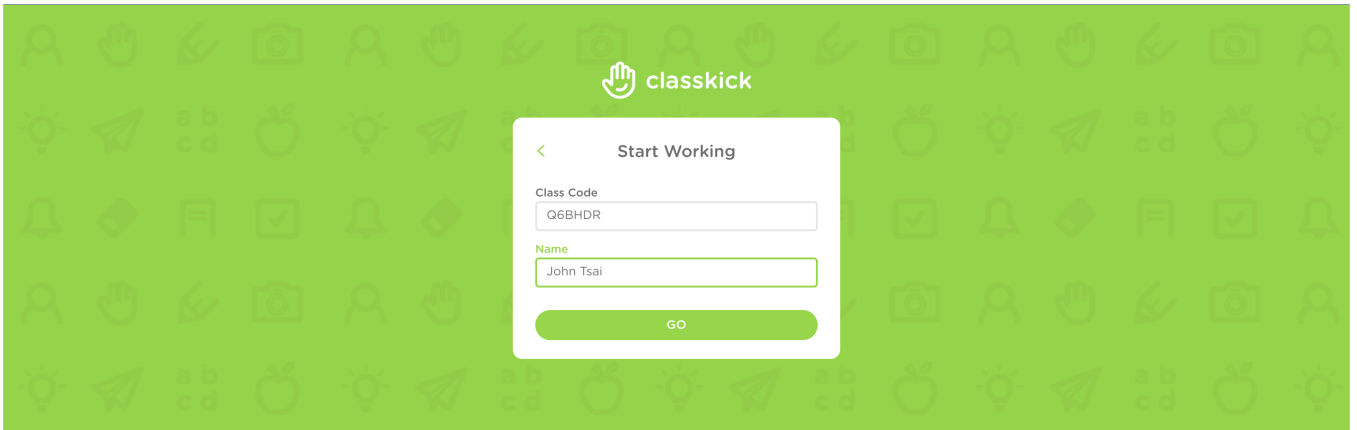 classkick
Start Working
Class Code
Q6BHDR
Name
John Tsai
GO